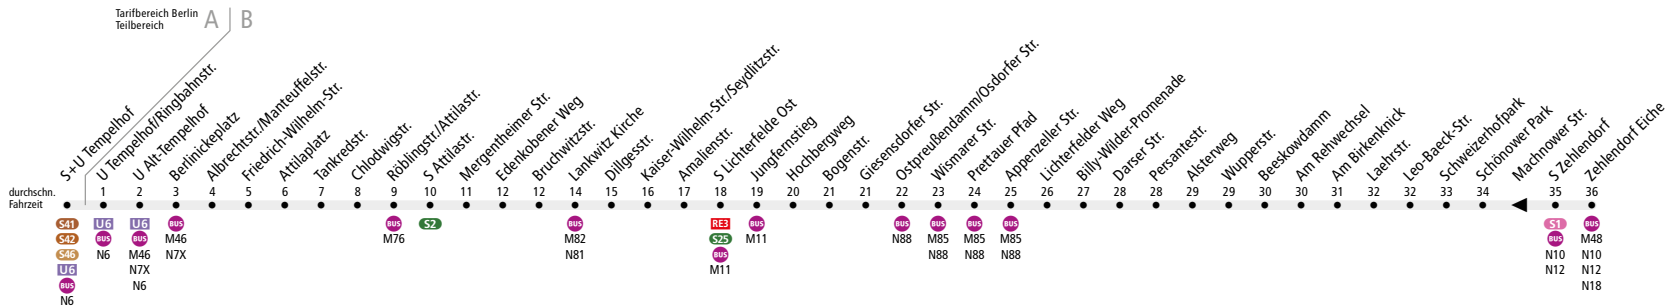 Tarifbereich Berlin
Teilbereich
A
B
S+U Tempelhof
U Tempelhof/Ringbahnstr.
U Alt-Tempelhof
Berlinickeplatz
Albrechtstr./Manteuffelstr.
Friedrich-Wilhelm-Str.
Attilaplatz
Tankredstr.
Chlodwigstr.
Röblingstr./Attilastr.
S Attilastr.
Mergentheimer Str.
Edenkobener Weg
Bruchwitzstr.
Lankwitz Kirche
Dillgesstr.
Kaiser-Wilhelm-Str./Seydlitzstr.
Amalienstr.
S Lichterfelde Ost
Jungfernstieg
Hochbergweg
Bogenstr.
Giesensdorfer Str.
Ostpreußendamm/Osdorfer Str.
Wismarer Str.
Prettauer Pfad
Appenzeller Str.
Lichterfelder Weg
Billy-Wilder-Promenade
Darser Str.
Persantestr.
Alsterweg
Wupperstr.
Beeskowdamm
Am Rehwechsel
Am Birkenknick
Laehrstr.
Leo-Baeck-Str.
Schweizerhofpark
Schönower Park
Machnower Str.
S Zehlendorf
Zehlendorf Eiche
durchschn.
Fahrzeit
1 2 3 4 5 6 7 8 9 10 11 12 12 14 15 16 17 18 19 20 21 21 22 23 24 25 26 27 28 28 29 29 30 30 31 32 32 33 34 35 36
S41
S42
S46
U6
BUS
N6
U6
BUS
N6
U6
BUS
M46
N7X
N6
BUS
M46
N7X
BUS
M76
S2
BUS
M82
N81
RE3
S25
BUS
M11
BUS
M11
BUS
N88
BUS
M85
N88
BUS
M85
N88
BUS
M85
N88
S1
BUS
N10
N12
BUS
M48
N10
N12
N18